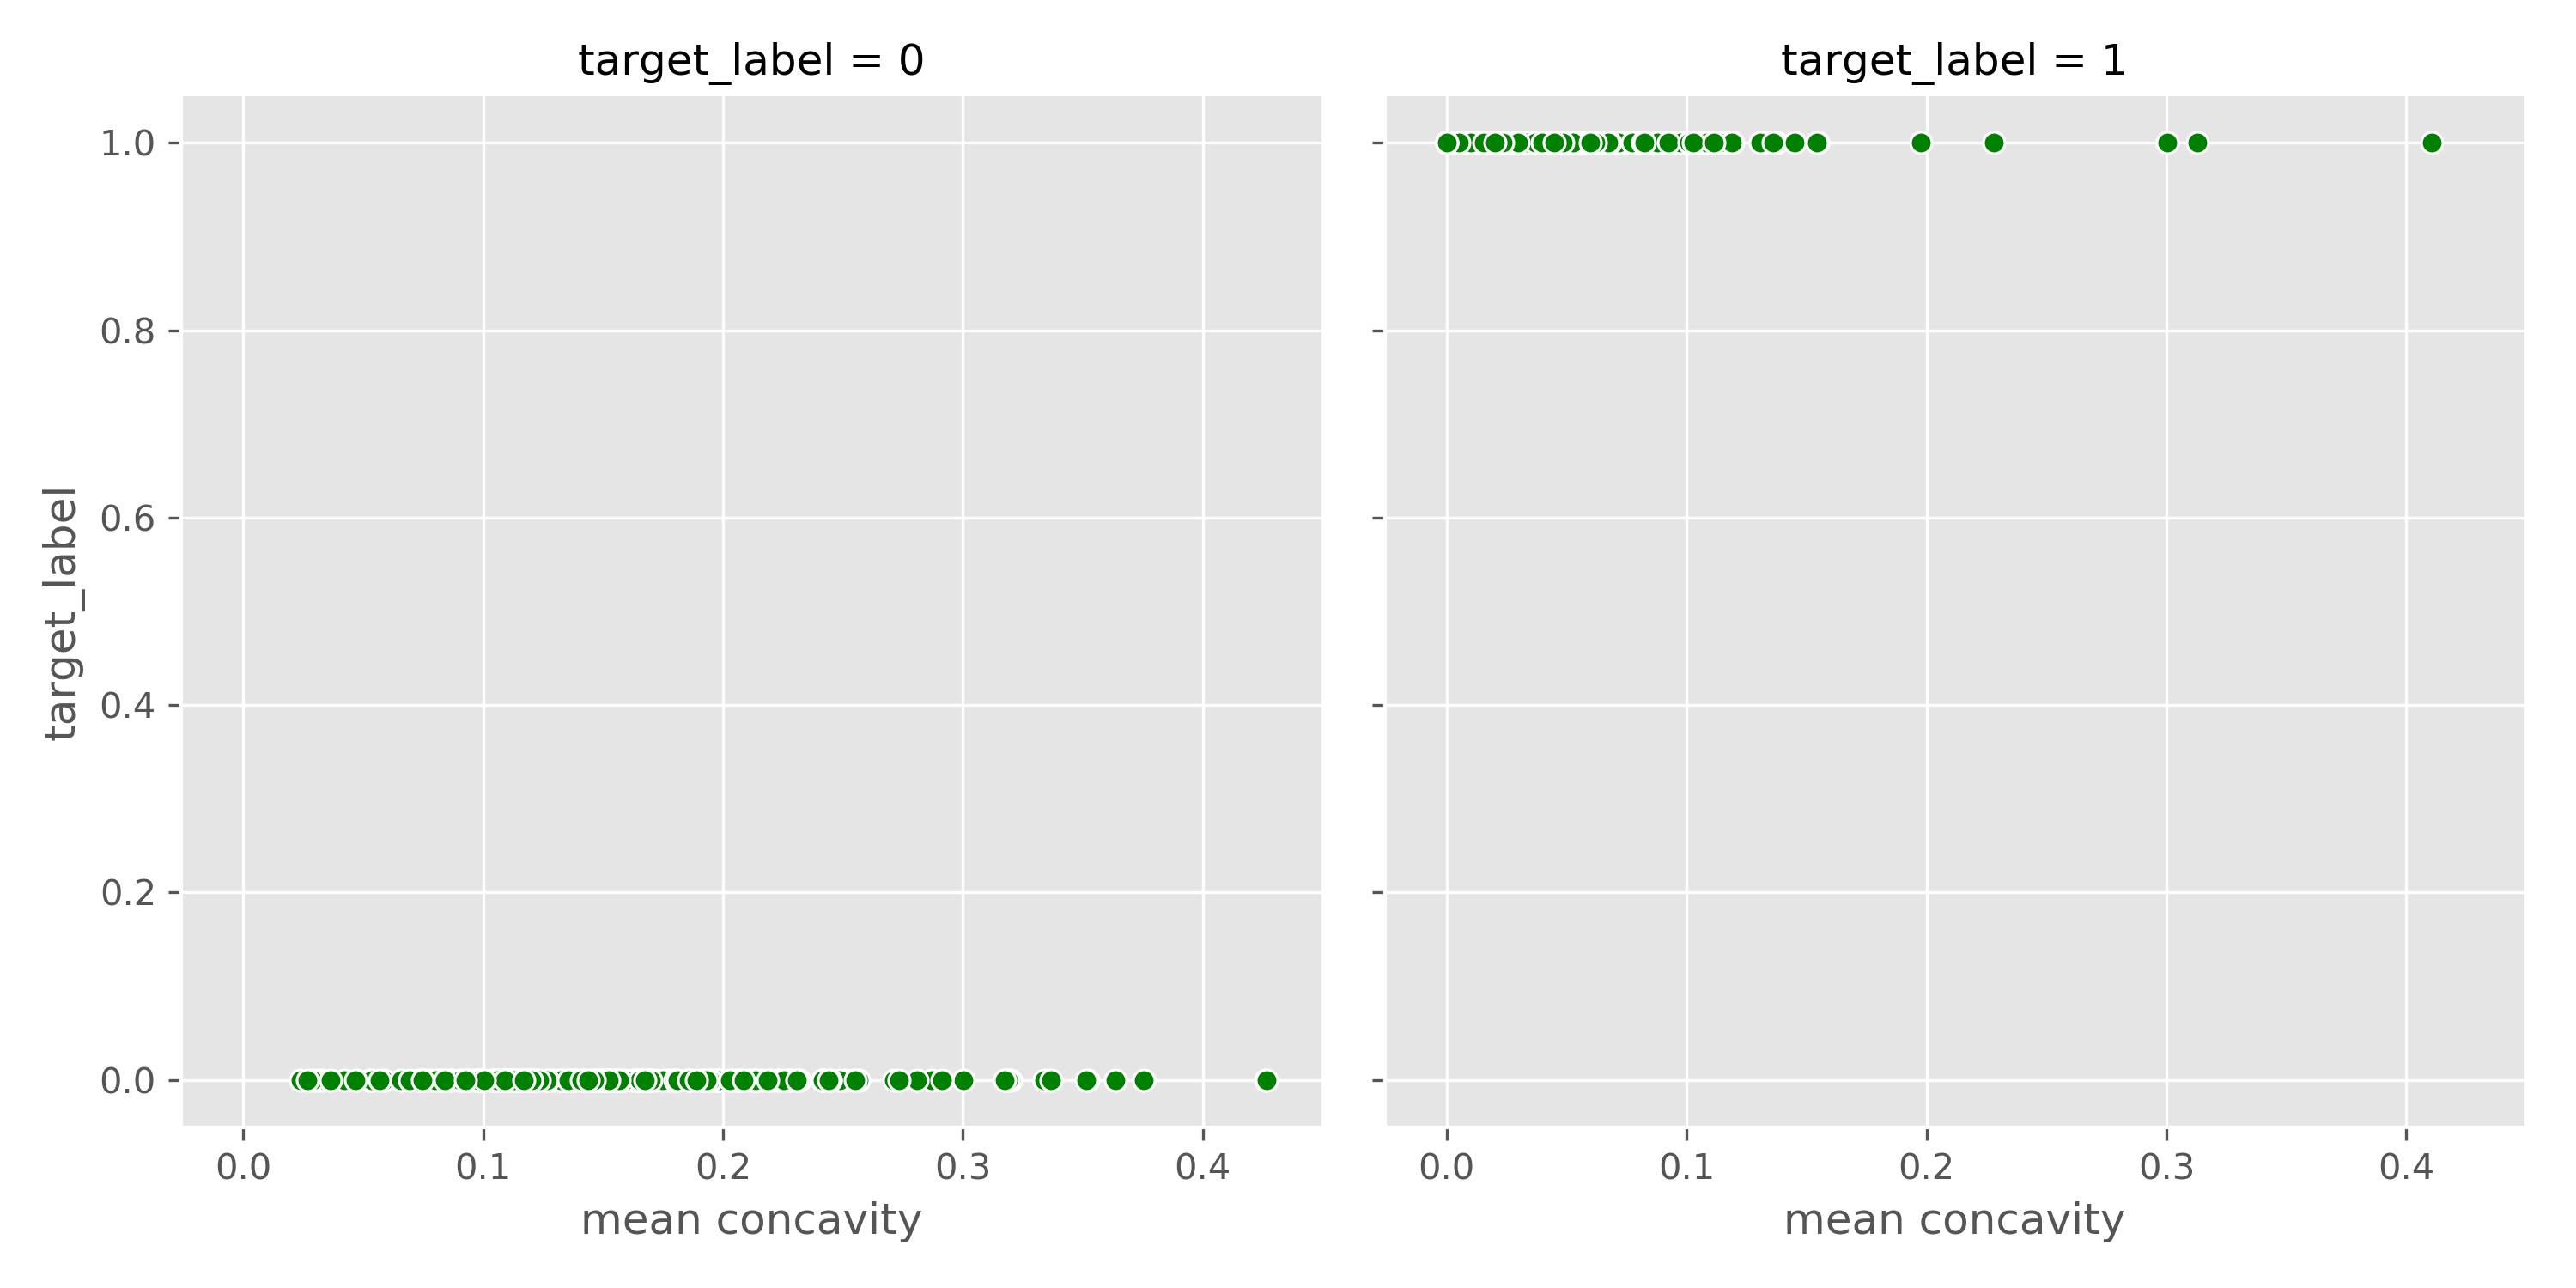 target_label = 0
target_label = 1
target_label
1.0
0.8
0.6
0.4
0.2
0.0
0.0 0.1 0.2 0.3 0.4
0.0 0.1 0.2 0.3 0.4
mean concavity
mean concavity